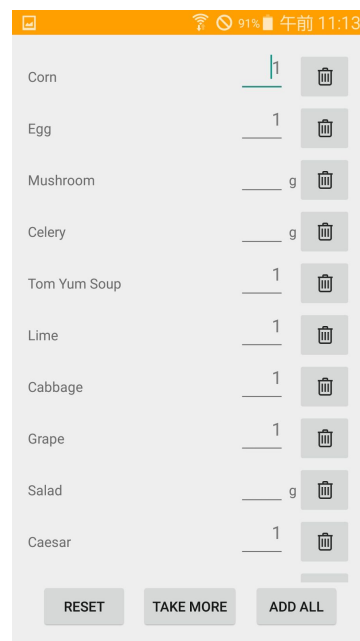 91% 午前 11:13
Corn 1
Egg 1
Mushroom g
Celery g
Tom Yum Soup 1
Lime 1
Cabbage 1
Grape 1
Salad g
Caesar 1
RESET TAKE MORE ADD ALL